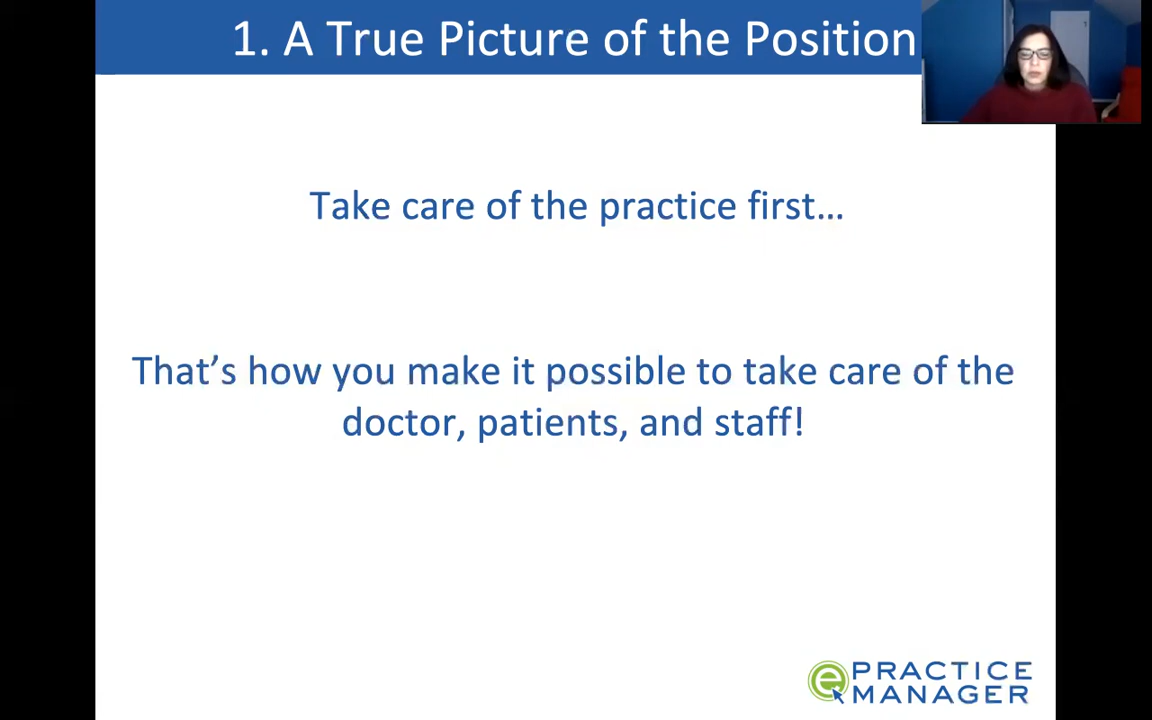 1. A True Picture of the Position
Take care of the practice first…
That’s how you make it possible to take care of the
doctor, patients, and staff!
e PRACTICE
MANAGER